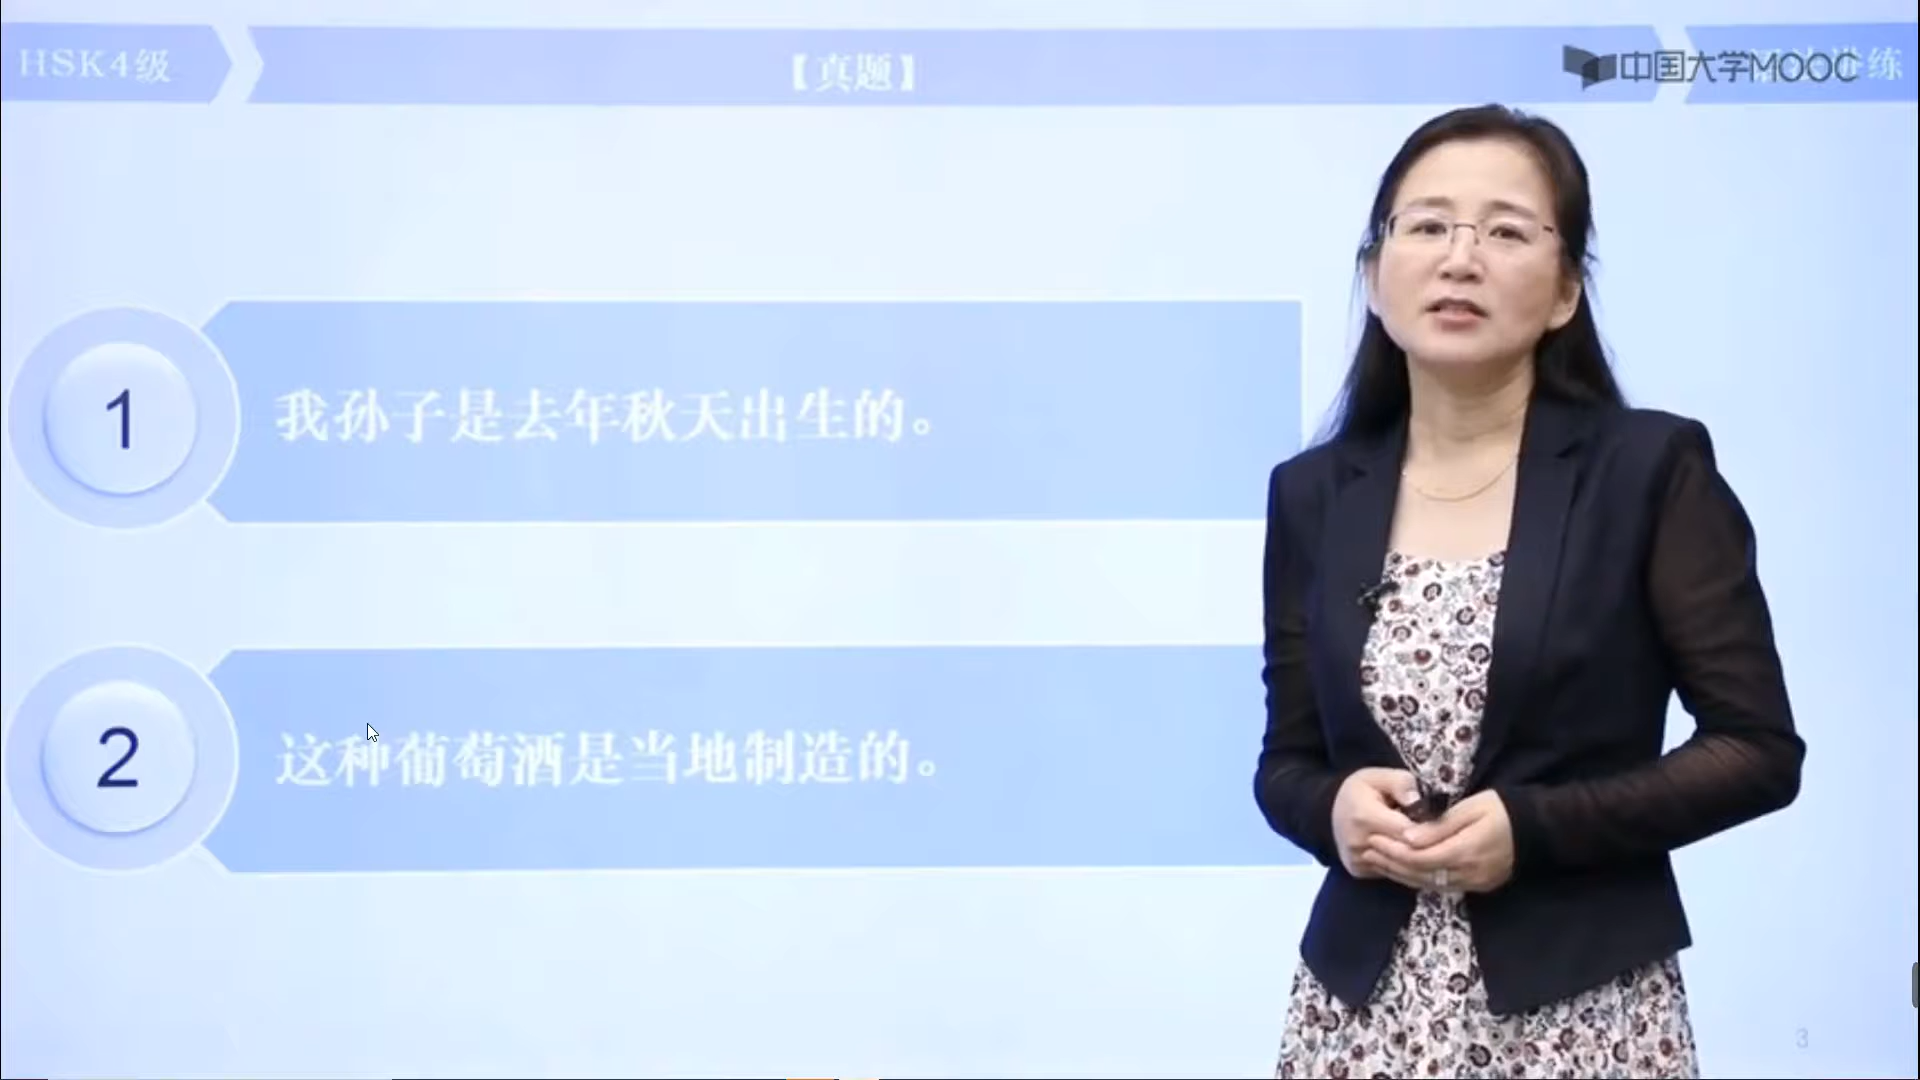 HSK4级
【真题】
中国大学MOOC
讲练
1
我孙子是去年秋天出生的。
2
这种葡萄酒是当地制造的。
3